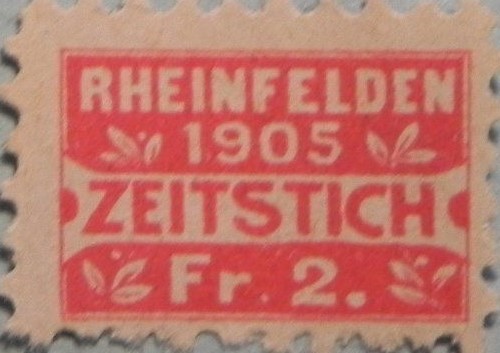 RHEINFELDEN
1905
ZEITSTICH
Fr. 2.